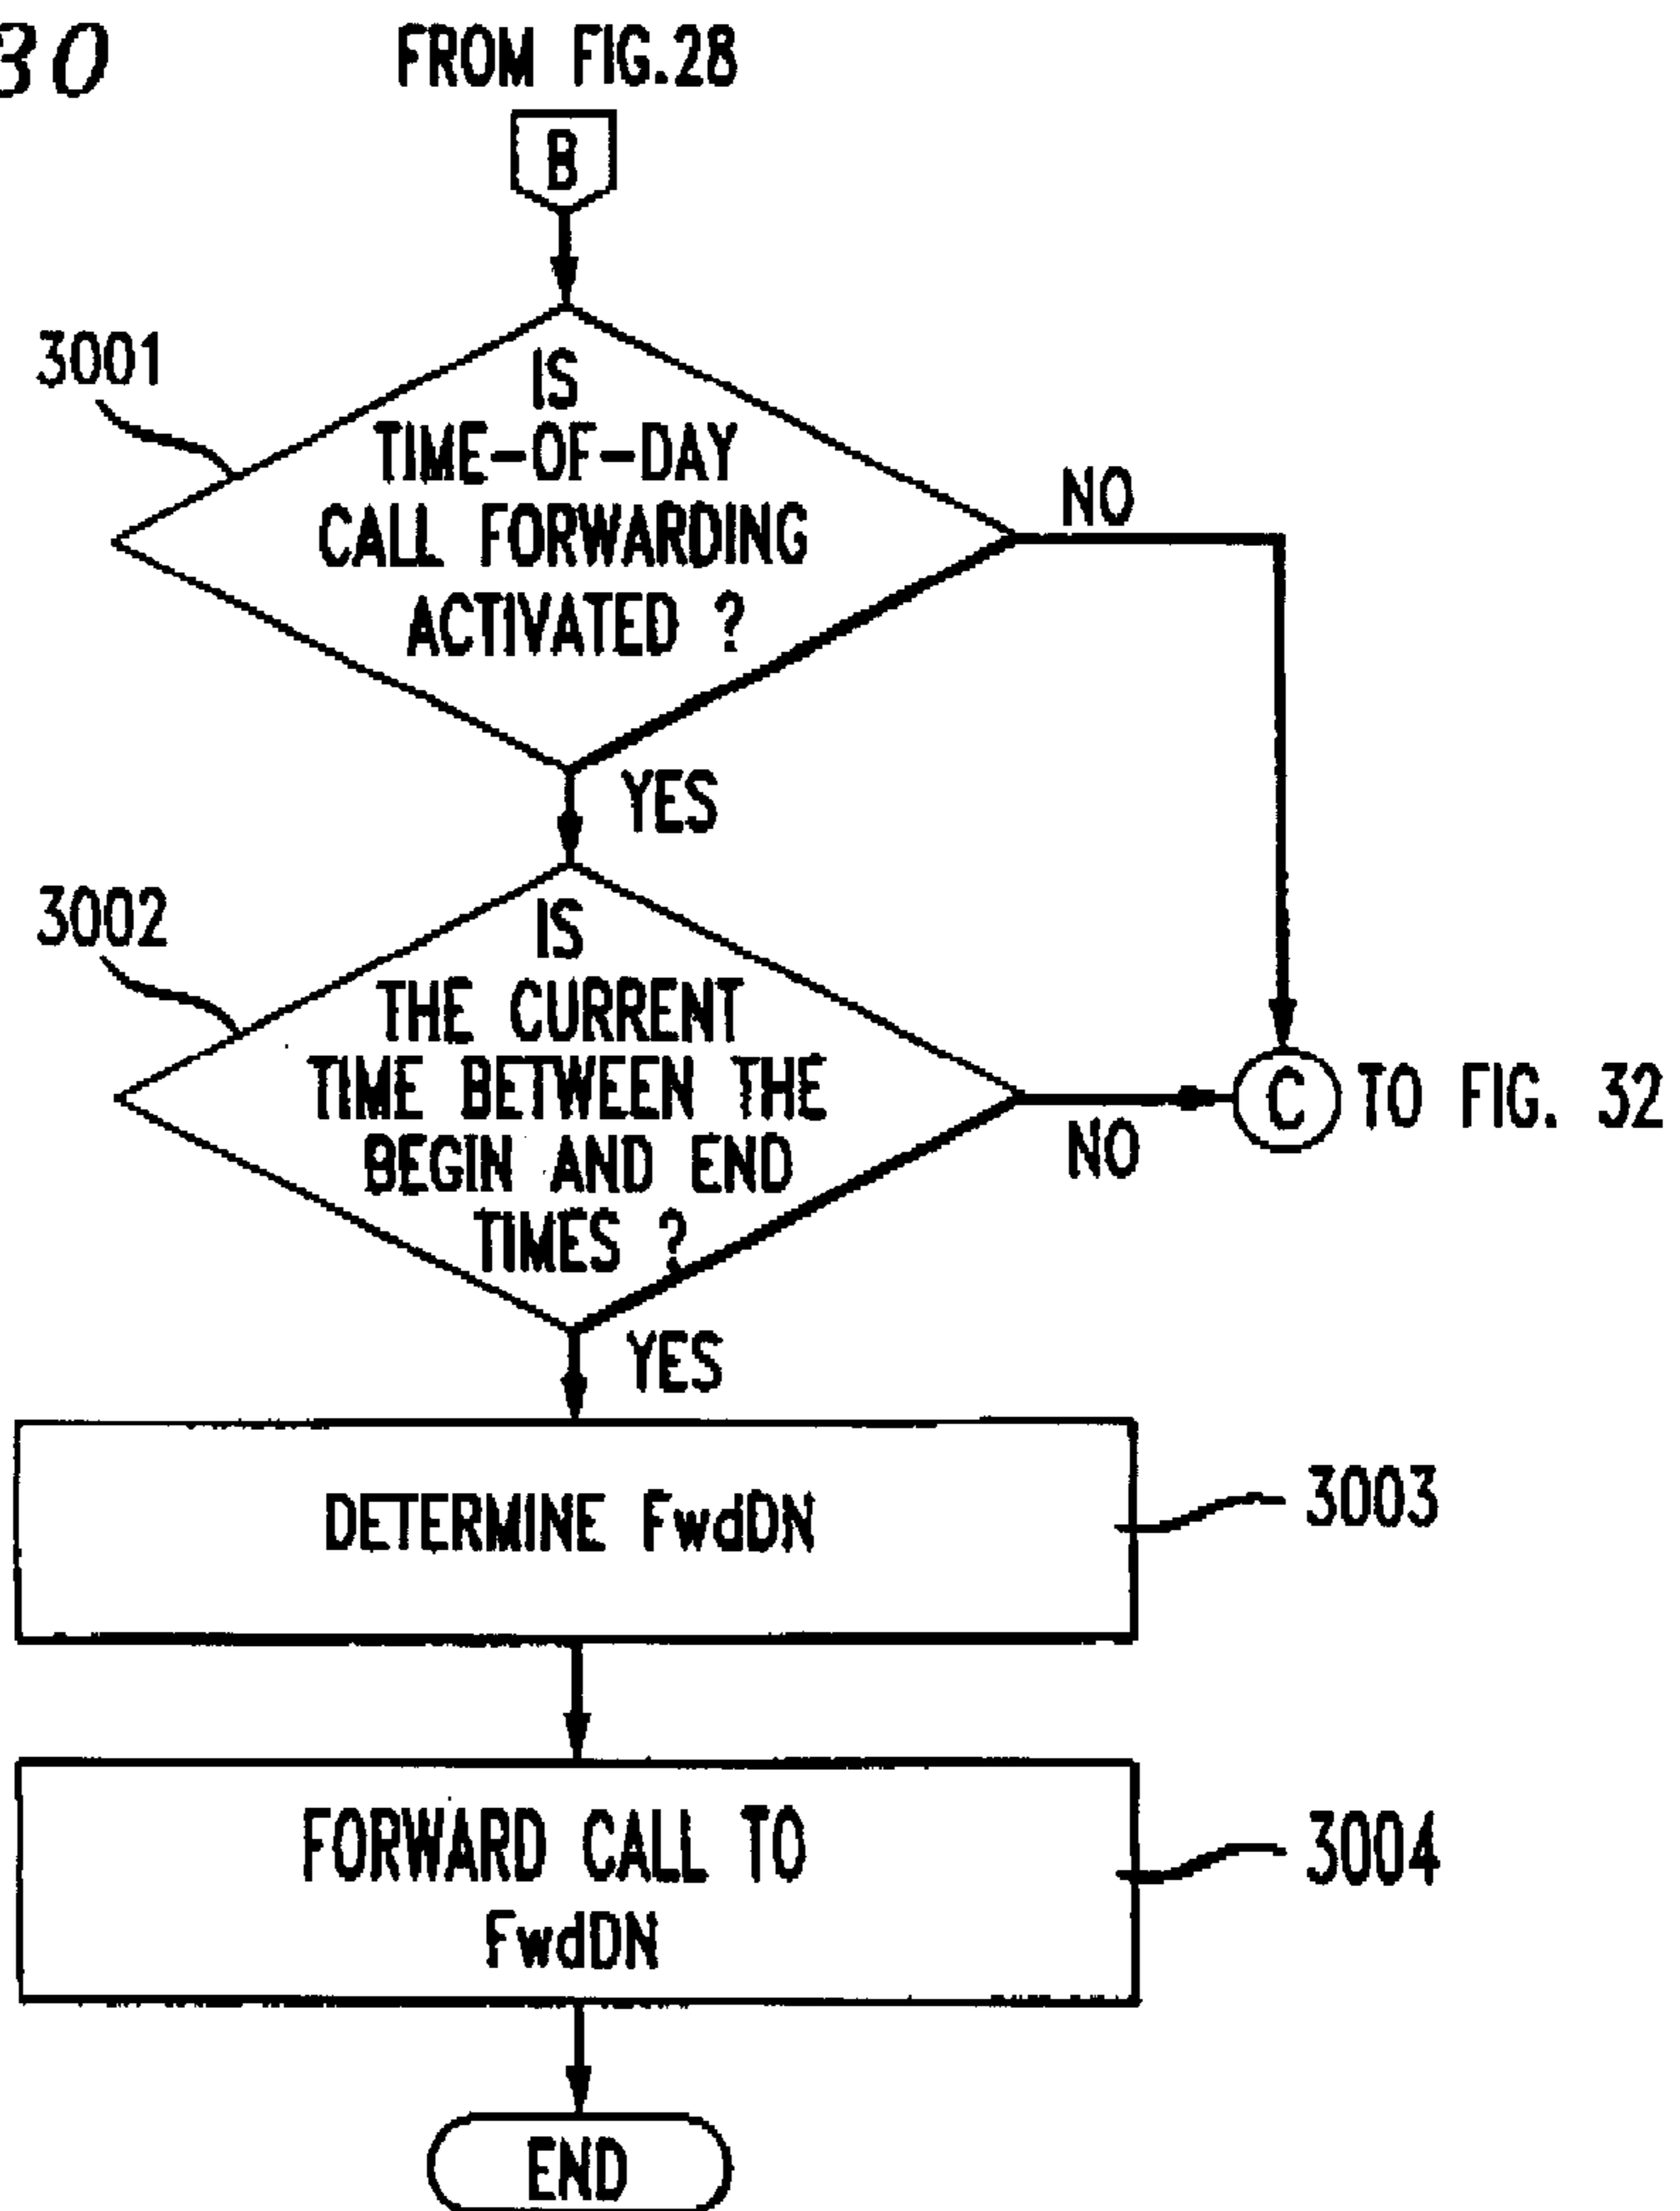 30
FROM FIG.28
B
3001
IS
TIME-OF-DAY
CALL FORWARDING
ACTIVATED ?
NO
YES
3002
IS
THE CURRENT
TIME BETWEEN THE
BEGIN AND END
TIMES ?
NO
C TO FIG. 32
YES
DETERMINE FwdDN
3003
FORWARD CALL TO
FwdDN
3004
END